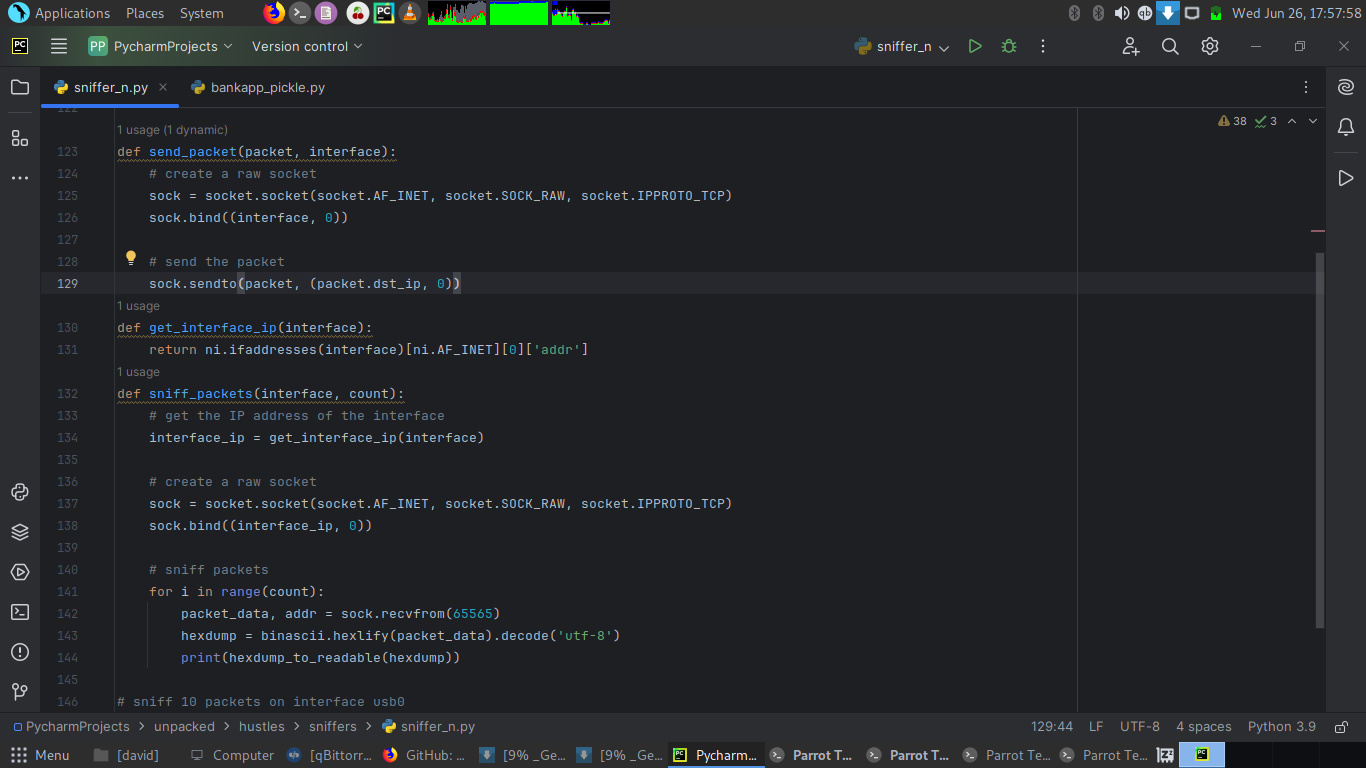 Applications Places System Wed Jun 26, 17:57:58
PC PP PycharmProjects Version control sniffer_n
sniffer_n.py bankapp_pickle.py
122
1 usage (1 dynamic) 38 3
123 def send_packet(packet, interface):
124 # create a raw socket
125 sock = socket.socket(socket.AF_INET, socket.SOCK_RAW, socket.IPPROTO_TCP)
126 sock.bind((interface, 0))
127
128 # send the packet
129 sock.sendto(packet, (packet.dst_ip, 0))
1 usage
130 def get_interface_ip(interface):
131 return ni.ifaddresses(interface)[ni.AF_INET][0]['addr']
1 usage
132 def sniff_packets(interface, count):
133 # get the IP address of the interface
134 interface_ip = get_interface_ip(interface)
135
136 # create a raw socket
137 sock = socket.socket(socket.AF_INET, socket.SOCK_RAW, socket.IPPROTO_TCP)
138 sock.bind((interface_ip, 0))
139
140 # sniff packets
141 for i in range(count):
142 packet_data, addr = sock.recvfrom(65565)
143 hexdump = binascii.hexlify(packet_data).decode('utf-8')
144 print(hexdump_to_readable(hexdump))
145
146 # sniff 10 packets on interface usb0
PycharmProjects > unpacked > hustles > sniffers > sniffer_n.py 129:44 LF UTF-8 4 spaces Python 3.9
Menu [david] Computer [qBittorr... GitHub: ... [9% _Ge... [9% _Ge... Pycharm... Parrot T... Parrot T... Parrot Te... Parrot Te...